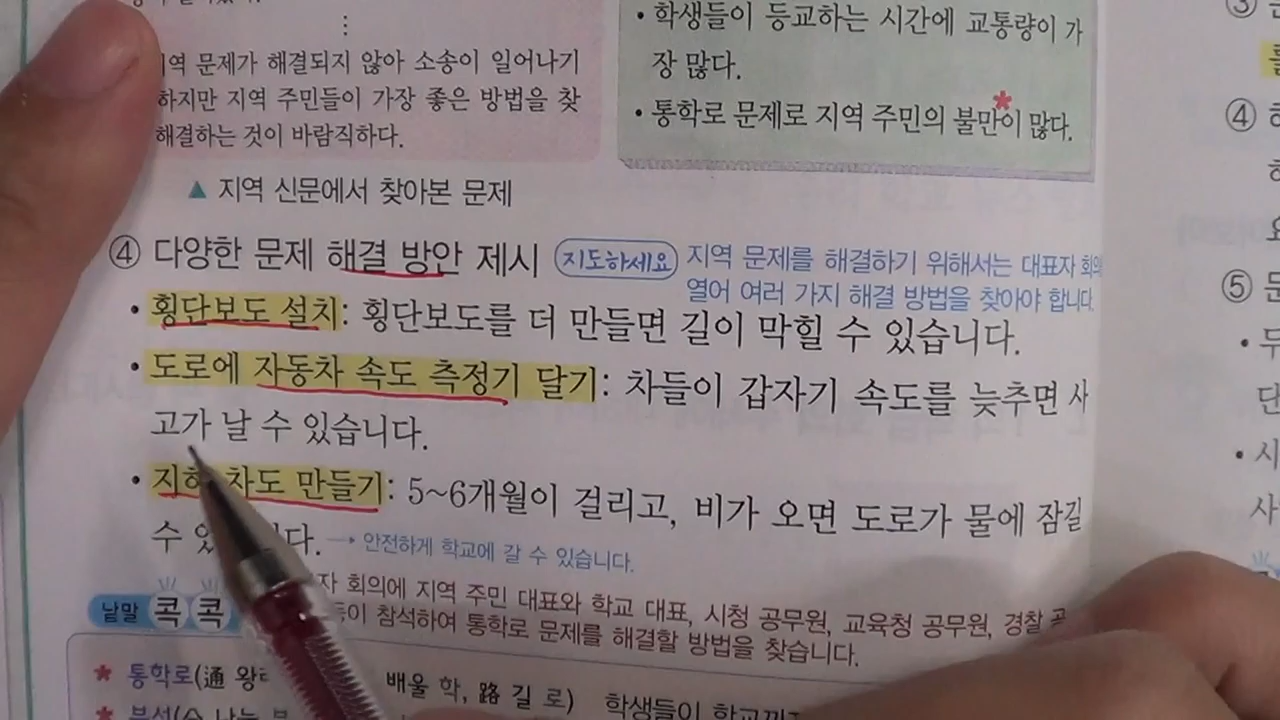 역 문제가 해결되지 않아 소송이 일어나기
하지만 지역 주민들이 가장 좋은 방법을 찾
해결하는 것이 바람직하다.
▲ 지역 신문에서 찾아본 문제
• 학생들이 등교하는 시간에 교통량이 가
장 많다.
• 통학로 문제로 지역 주민의 불만*이 많다.
④ 다양한 문제 해결 방안 제시
지도하세요 지역 문제를 해결하기 위해서는 대표자 회의
열어 여러 가지 해결 방법을 찾아야 합니다.
• 횡단보도 설치: 횡단보도를 더 만들면 길이 막힐 수 있습니다.
• 도로에 자동차 속도 측정기 달기: 차들이 갑자기 속도를 늦추면 사
고가 날 수 있습니다.
• 지하 차도 만들기: 5~6개월이 걸리고, 비가 오면 도로가 물에 잠길
수 다. → 안전하게 학교에 갈 수 있습니다.
자 회의에 지역 주민 대표와 학교 대표, 시청 공무원, 교육청 공무원, 경찰
등이 참석하여 통학로 문제를 해결할 방법을 찾습니다.
낱말 콕콕
* 통학로(通 배울 학, 路 길 로) 학생들이
③
④
⑤